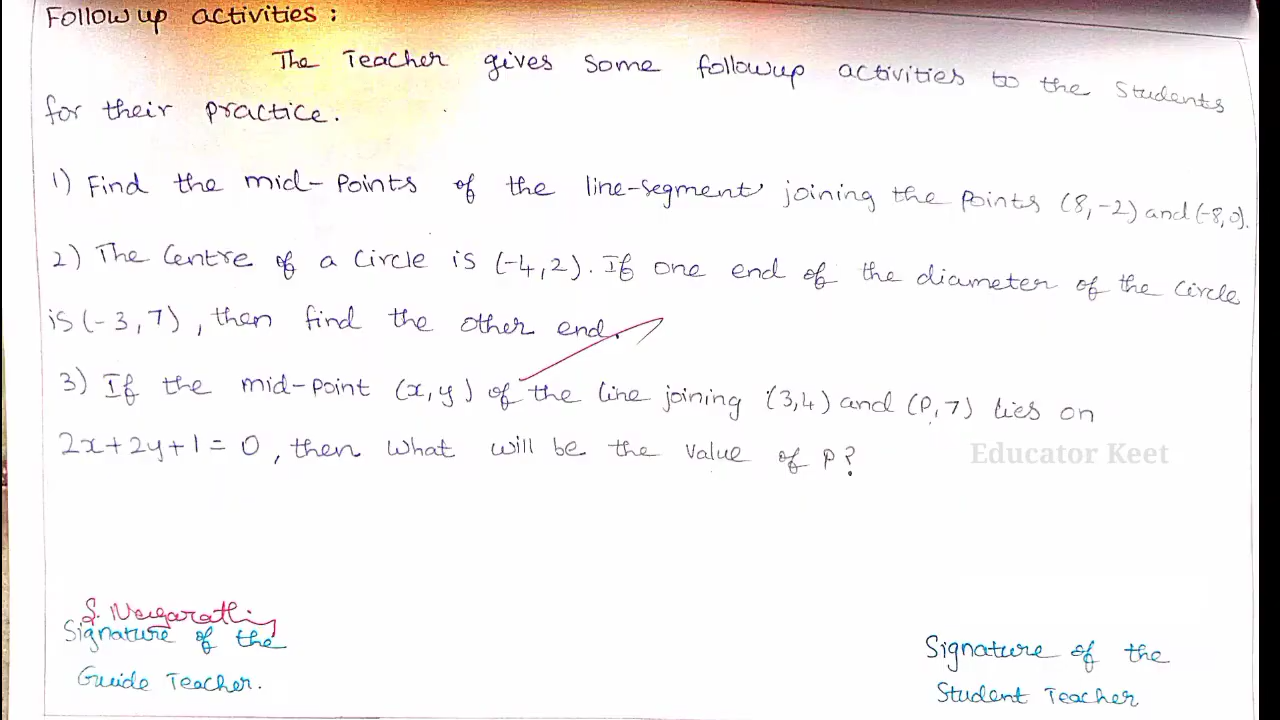 Follow up activities :
The Teacher gives some followup activities to the Students
for their practice.
1) Find the mid-Points of the line-segment joining the points (8,-2) and (-8,0).
2) The Centre of a Circle is (-4,2). If one end of the diameter of the circle
is (-3,7), then find the other end.
3) If the mid-point (x,y) of the line joining (3,4) and (P,7) lies on
2x+2y+1=0, then what will be the value of P?
Educator Keet
S.
Signature of the
Guide Teacher.
Signature of the
Student Teacher